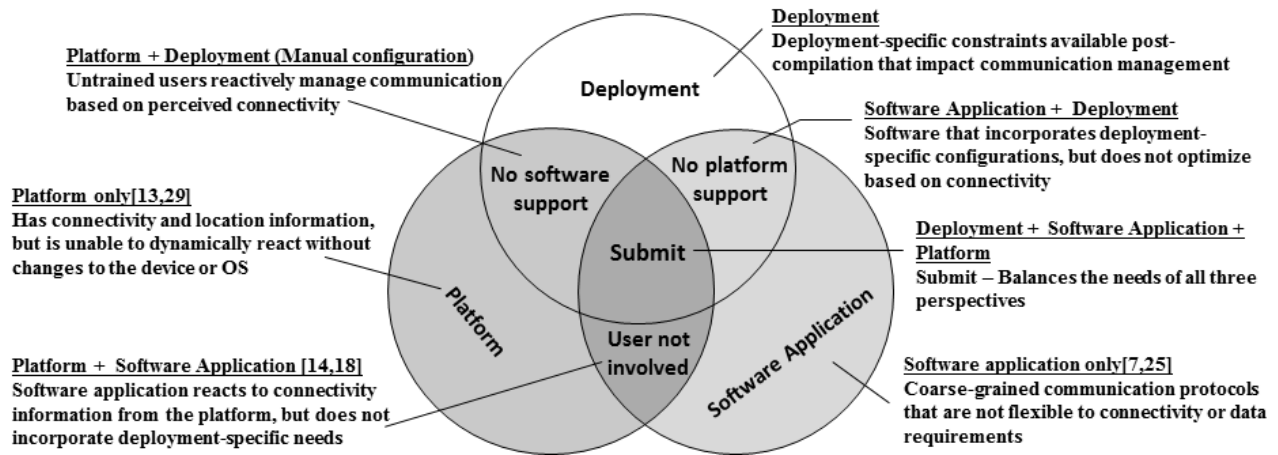 Platform + Deployment (Manual configuration)
Untrained users reactively manage communication
based on perceived connectivity
Platform only[13,29]
Has connectivity and location information,
but is unable to dynamically react without
changes to the device or OS
Platform + Software Application [14,18]
Software application reacts to connectivity
information from the platform, but does not
incorporate deployment-specific needs
Deployment
No software
support
No platform
support
Submit
Platform
User not
involved
Software Application
Deployment
Deployment-specific constraints available post-
compilation that impact communication management
Software Application + Deployment
Software that incorporates deployment-
specific configurations, but does not optimize
based on connectivity
Deployment + Software Application +
Platform
Submit – Balances the needs of all three
perspectives
Software application only[7,25]
Coarse-grained communication protocols
that are not flexible to connectivity or data
requirements